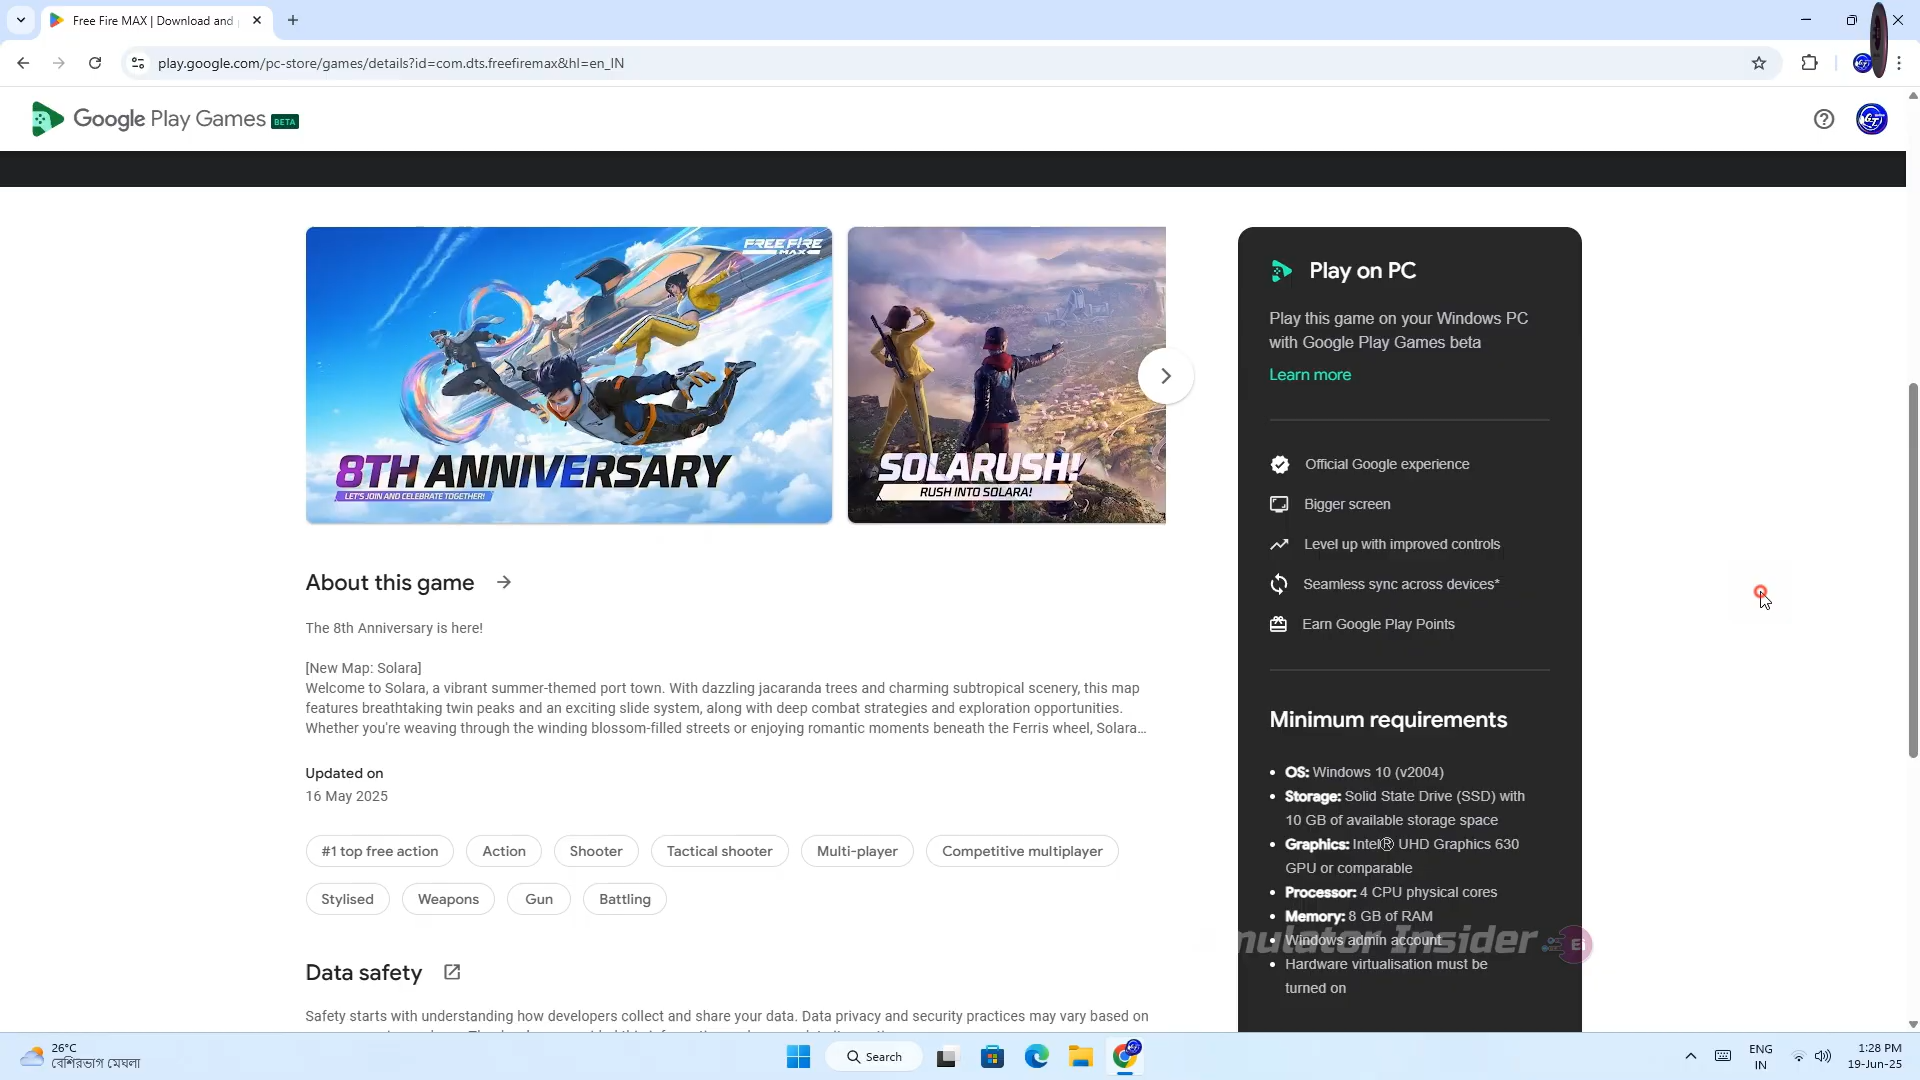 Free Fire MAX | Download and
play.google.com/pc-store/games/details?id=com.dts.freefiremax&hl=en_IN
Google Play Games BETA
FREE FIRE
MAX
8TH ANNIVERSARY
LET'S JOIN AND CELEBRATE TOGETHER!
SOLARUSH!
RUSH INTO SOLARA!
About this game
The 8th Anniversary is here!
[New Map: Solara]
Welcome to Solara, a vibrant summer-themed port town. With dazzling jacaranda trees and charming subtropical scenery, this map
features breathtaking twin peaks and an exciting slide system, along with deep combat strategies and exploration opportunities.
Whether you're weaving through the winding blossom-filled streets or enjoying romantic moments beneath the Ferris wheel, Solara...
Updated on
16 May 2025
#1 top free action
Action
Shooter
Tactical shooter
Multi-player
Competitive multiplayer
Stylised
Weapons
Gun
Battling
Data safety
Safety starts with understanding how developers collect and share your data. Data privacy and security practices may vary based on
Play on PC
Play this game on your Windows PC
with Google Play Games beta
Learn more
Official Google experience
Bigger screen
Level up with improved controls
Seamless sync across devices*
Earn Google Play Points
Minimum requirements
• OS: Windows 10 (v2004)
• Storage: Solid State Drive (SSD) with
10 GB of available storage space
• Graphics: Intel® UHD Graphics 630
GPU or comparable
• Processor: 4 CPU physical cores
• Memory: 8 GB of RAM
• Windows admin account
• Hardware virtualisation must be
turned on
Insider
26°C
বেশিরভাগ মেঘলা
Search
ENG
IN
1:28 PM
19-Jun-25